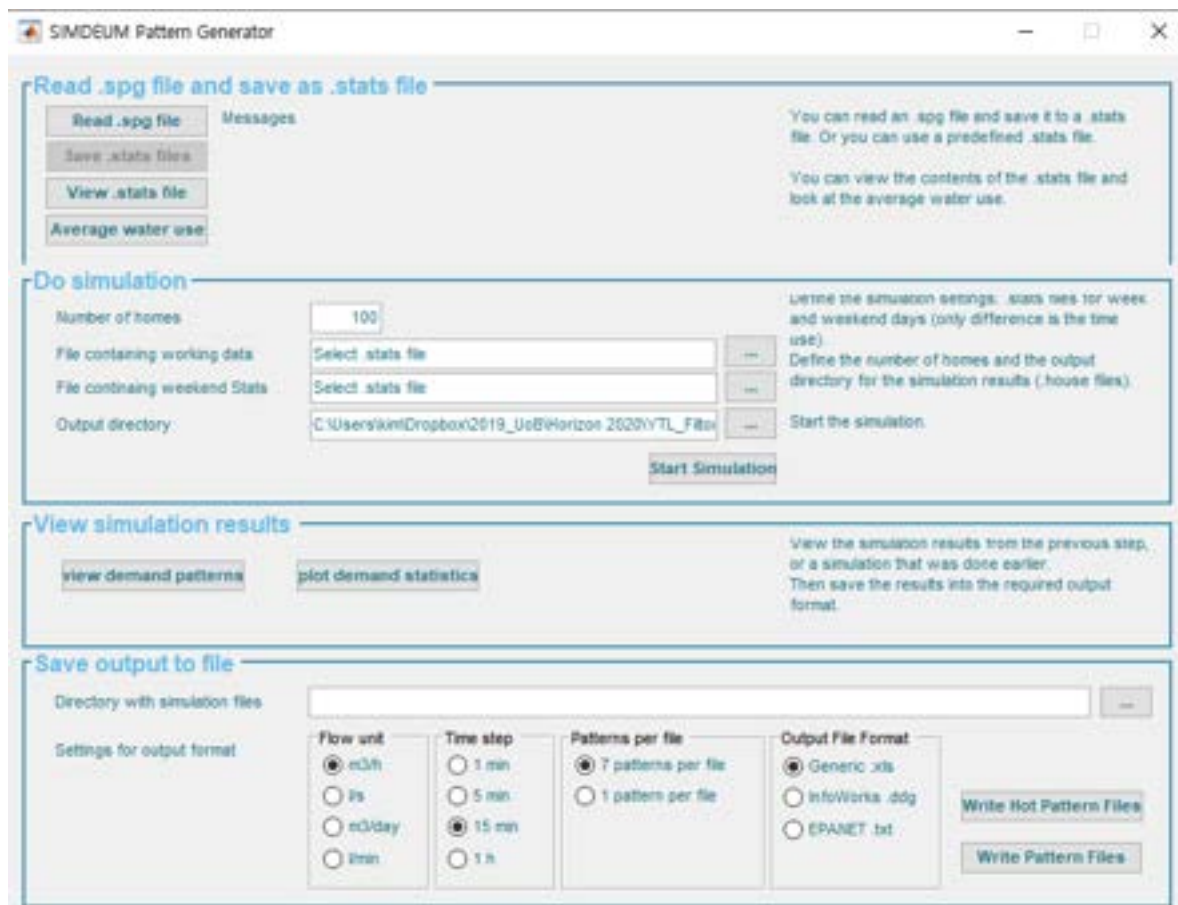 SIMDEUM Pattern Generator
Read .spg file and save as .stats file
Read .spg file
Messages
You can read an .spg file and save it to a .stats
file. Or you can use a predefined .stats file.
Save .stats files
View .stats file
You can view the contents of the .stats file and
look at the average water use.
Average water use
Do simulation
Number of homes
100
Define the simulation settings: .stats files for week
and weekend days (only difference is the time
use).
File containing working data
Select .stats file
...
Define the number of homes and the output
directory for the simulation results (.house files).
File continaing weekend Stats
Select .stats file
...
Output directory
C:\Users\kim\Dropbox\2019_UoB\Horizon 2020\YTL_Filto
...
Start the simulation.
Start Simulation
View simulation results
view demand patterns
plot demand statistics
View the simulation results from the previous step,
or a simulation that was done earlier.
Then save the results into the required output
format.
Save output to file
Directory with simulation files
...
Settings for output format
Flow unit
m3/h
l/s
m3/day
l/min
Time step
1 min
5 min
15 min
1 h
Patterns per file
7 patterns per file
1 pattern per file
Output File Format
Generic .xls
InfoWorks .ddg
EPANET .txt
Write Hot Pattern Files
Write Pattern Files